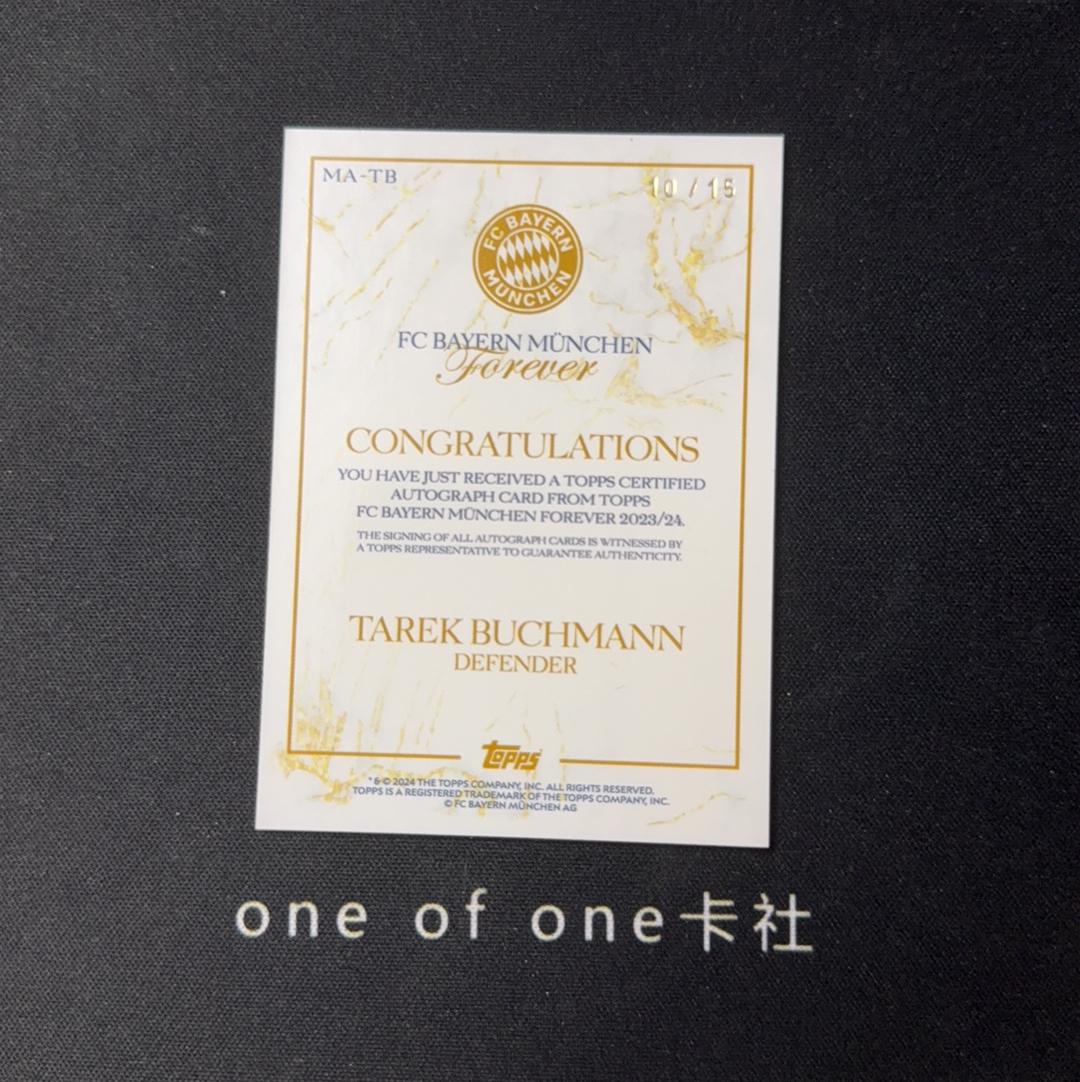 MA-TB
10/15
FC BAYERN
MÜNCHEN
FC BAYERN MÜNCHEN
Forever
CONGRATULATIONS
YOU HAVE JUST RECEIVED A TOPPS CERTIFIED
AUTOGRAPH CARD FROM TOPPS
FC BAYERN MÜNCHEN FOREVER 2023/24.
THE SIGNING OF ALL AUTOGRAPH CARDS IS WITNESSED BY
A TOPPS REPRESENTATIVE TO GUARANTEE AUTHENTICITY.
TAREK BUCHMANN
DEFENDER
topps
* & © 2024 THE TOPPS COMPANY, INC. ALL RIGHTS RESERVED.
TOPPS IS A REGISTERED TRADEMARK OF THE TOPPS COMPANY, INC.
© FC BAYERN MÜNCHEN AG
one of one卡社